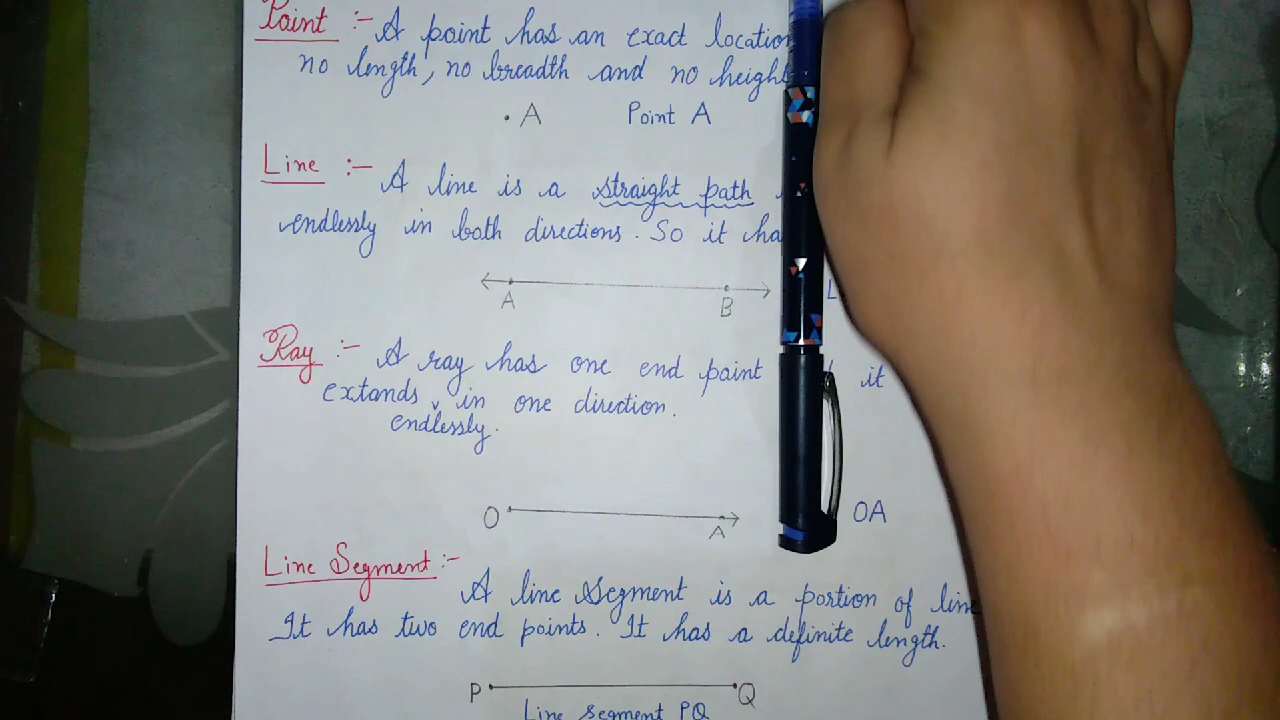 Point :- A point has an exact location
no length, no breadth and no height
. A Point A
Line :- A line is a straight path
endlessly in both directions. So it ha
A B L
Ray :- A ray has one end point it
extands in one direction.
endlessly.
O A OA
Line Segment :-
A line Segment is a portion of line
It has two end points. It has a definite length.
P Q
Line segment PQ